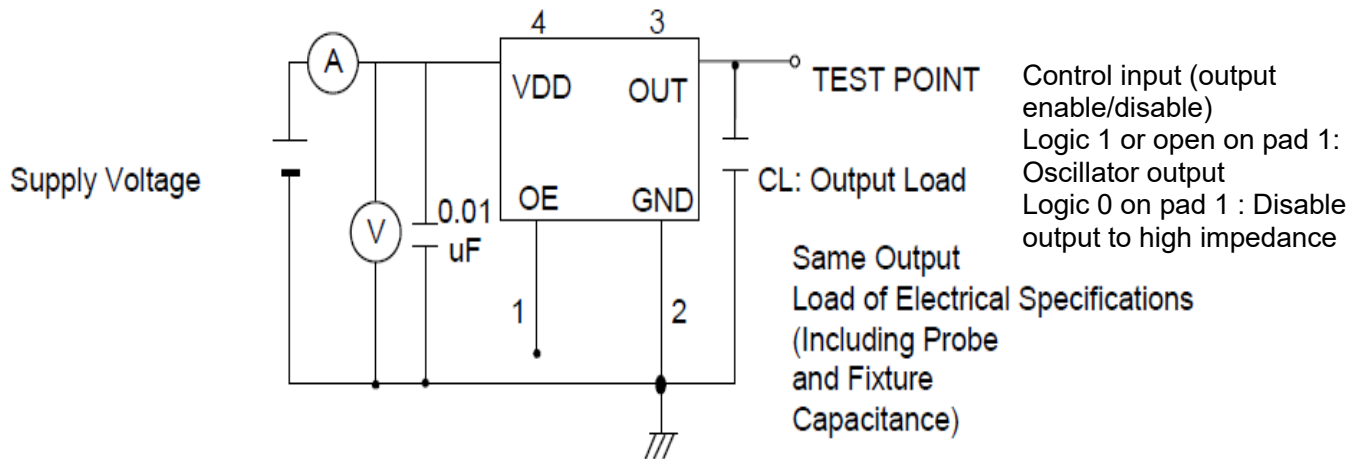 4
3
A
VDD
OUT
TEST POINT
Control input (output
enable/disable)
Logic 1 or open on pad 1:
Oscillator output
Logic 0 on pad 1 : Disable
output to high impedance
Supply Voltage
V
0.01
uF
OE
GND
CL: Output Load
1
2
Same Output
Load of Electrical Specifications
(Including Probe
and Fixture
Capacitance)